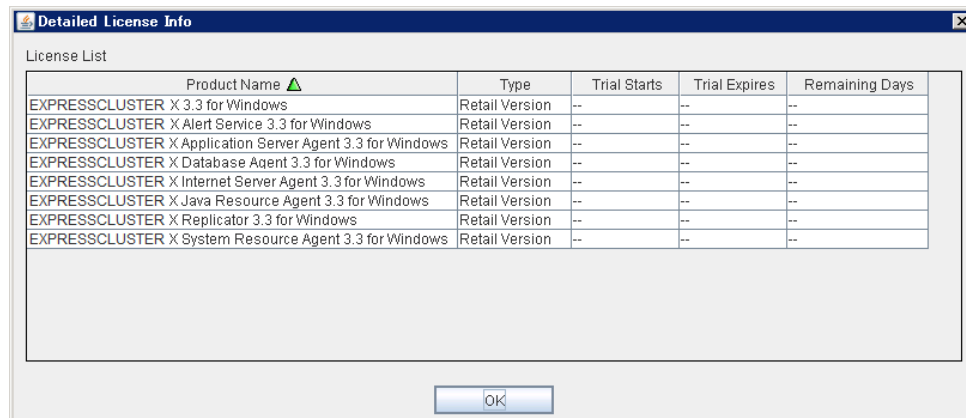 Detailed License Info
License List
Product Name Type Trial Starts Trial Expires Remaining Days
EXPRESSCLUSTER X 3.3 for Windows Retail Version -- -- --
EXPRESSCLUSTER X Alert Service 3.3 for Windows Retail Version -- -- --
EXPRESSCLUSTER X Application Server Agent 3.3 for Windows Retail Version -- -- --
EXPRESSCLUSTER X Database Agent 3.3 for Windows Retail Version -- -- --
EXPRESSCLUSTER X Internet Server Agent 3.3 for Windows Retail Version -- -- --
EXPRESSCLUSTER X Java Resource Agent 3.3 for Windows Retail Version -- -- --
EXPRESSCLUSTER X Replicator 3.3 for Windows Retail Version -- -- --
EXPRESSCLUSTER X System Resource Agent 3.3 for Windows Retail Version -- -- --
OK